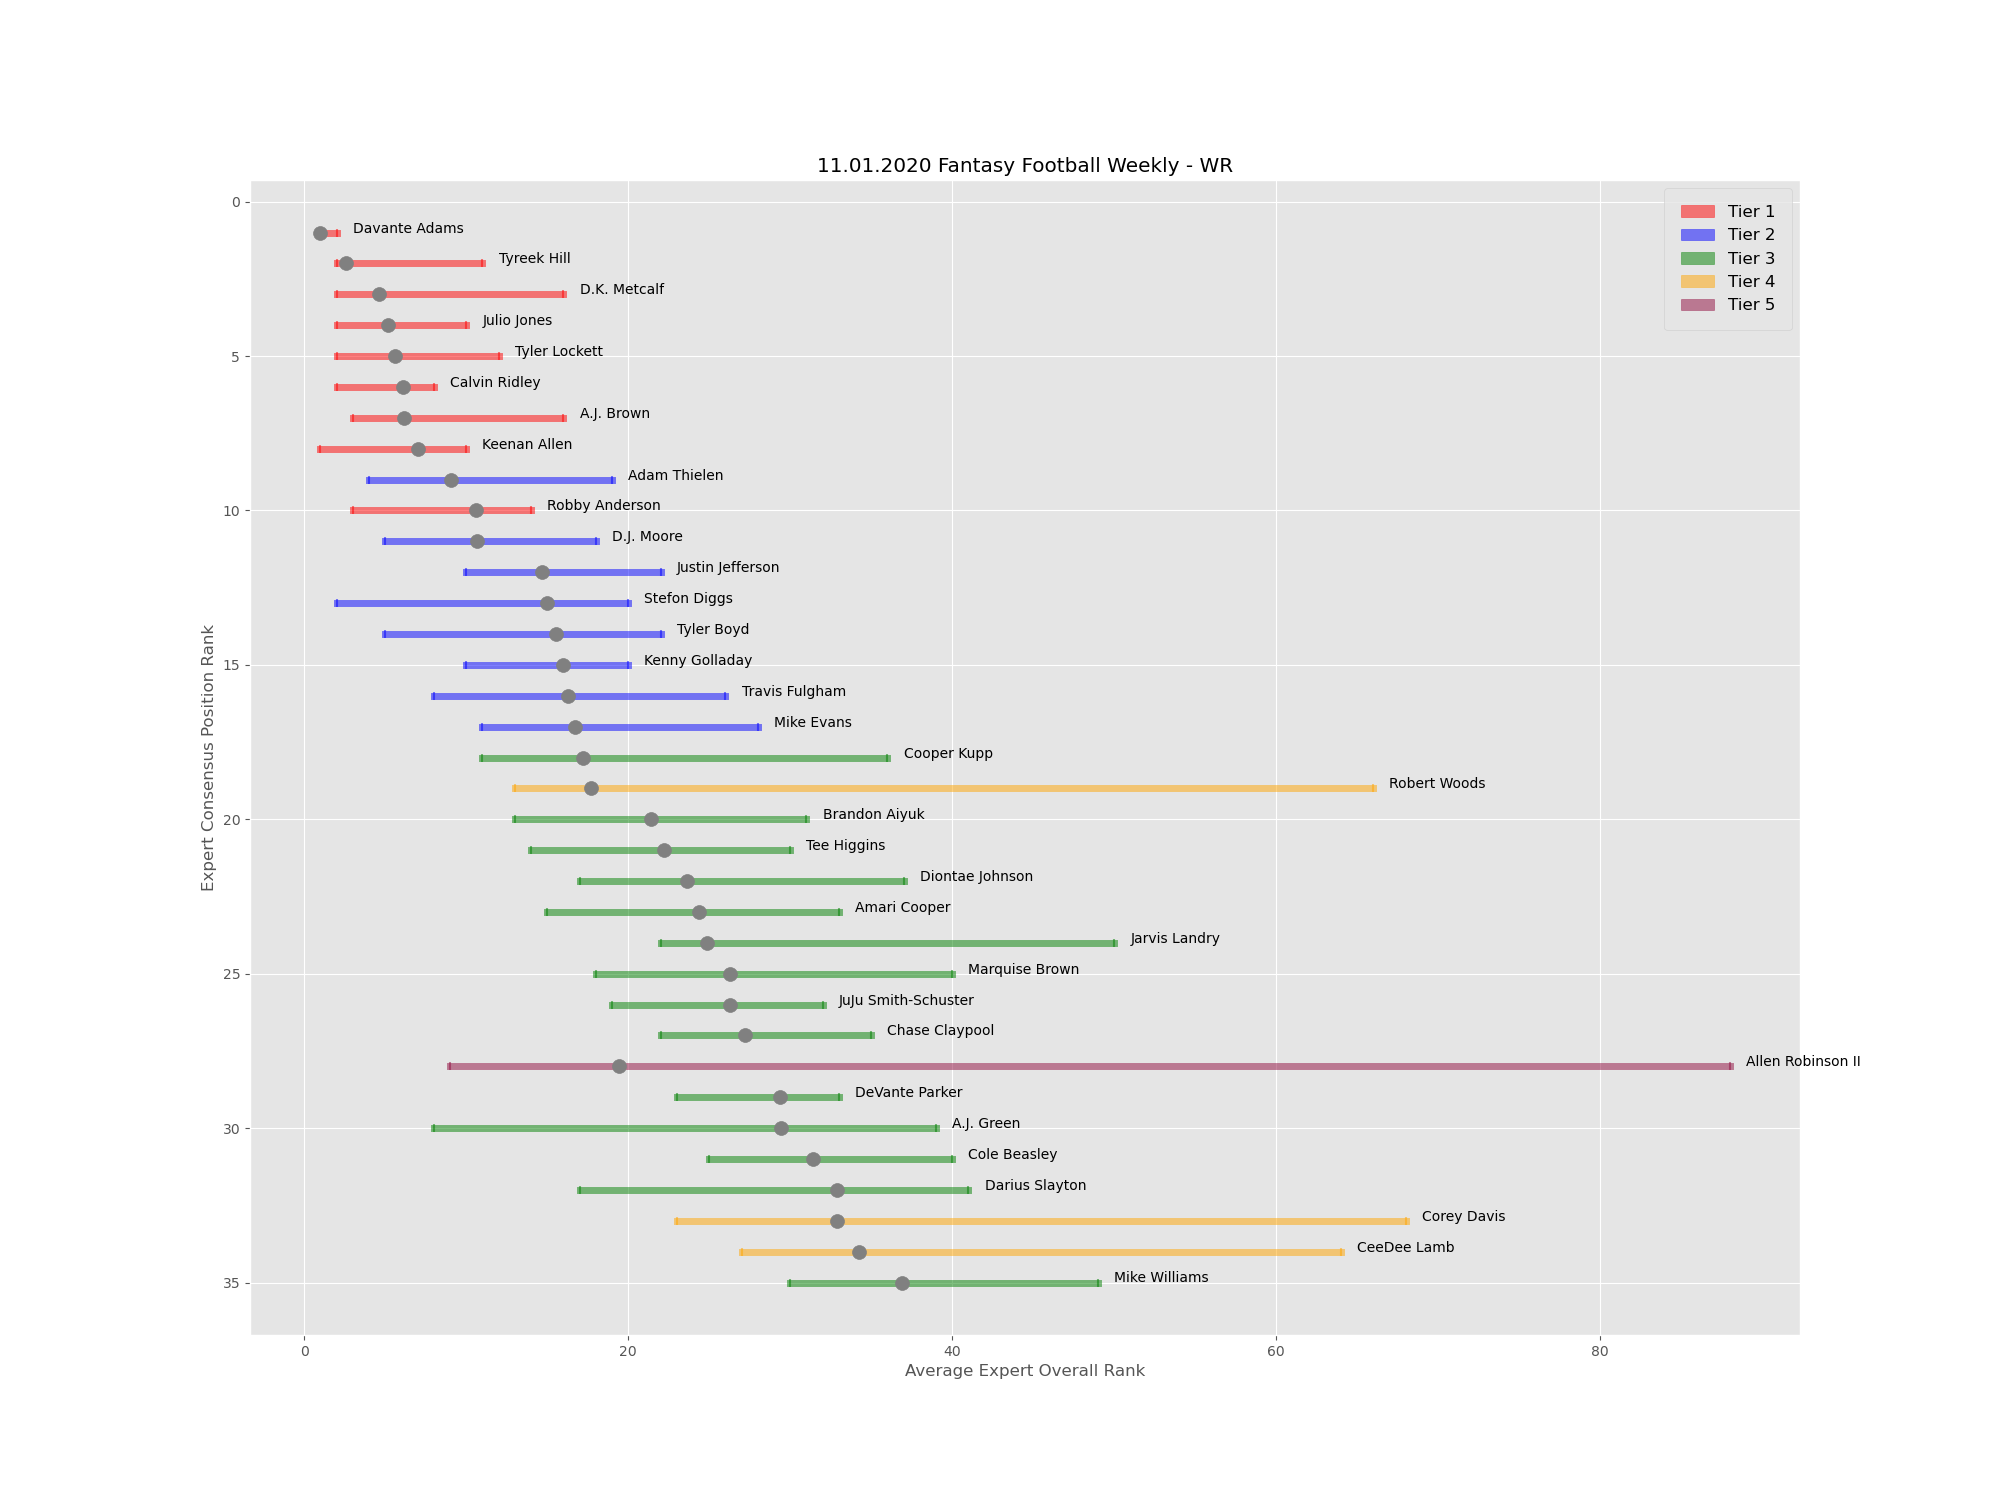 11.01.2020 Fantasy Football Weekly - WR
Tier 1
Tier 2
Tier 3
Tier 4
Tier 5
Expert Consensus Position Rank
0
5
10
15
20
25
30
35
Davante Adams
Tyreek Hill
D.K. Metcalf
Julio Jones
Tyler Lockett
Calvin Ridley
A.J. Brown
Keenan Allen
Adam Thielen
Robby Anderson
D.J. Moore
Justin Jefferson
Stefon Diggs
Tyler Boyd
Kenny Golladay
Travis Fulgham
Mike Evans
Cooper Kupp
Robert Woods
Brandon Aiyuk
Tee Higgins
Diontae Johnson
Amari Cooper
Jarvis Landry
Marquise Brown
JuJu Smith-Schuster
Chase Claypool
Allen Robinson II
DeVante Parker
A.J. Green
Cole Beasley
Darius Slayton
Corey Davis
CeeDee Lamb
Mike Williams
0 20 40 60 80
Average Expert Overall Rank